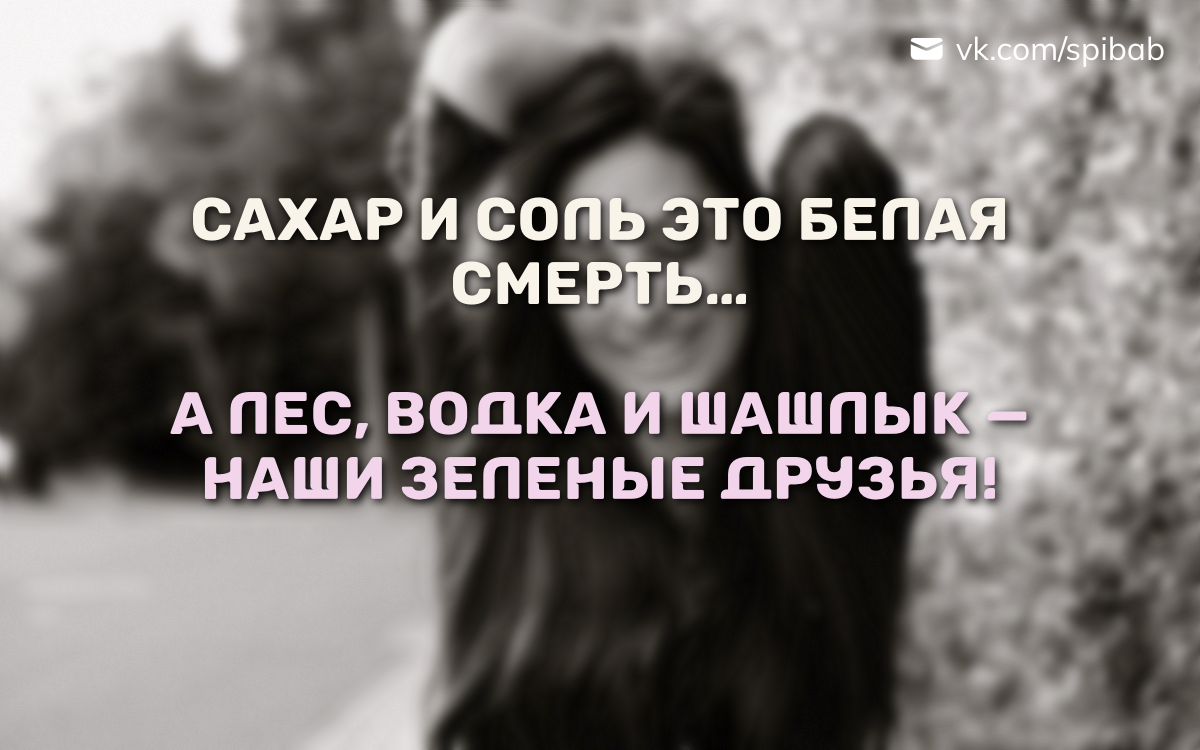 vk.com/spibab
САХАР И СОЛЬ ЭТО БЕЛАЯ
СМЕРТЬ...
А ЛЕС, ВОДКА И ШАШЛЫК –
НАШИ ЗЕЛЕНЫЕ ДРУЗЬЯ!